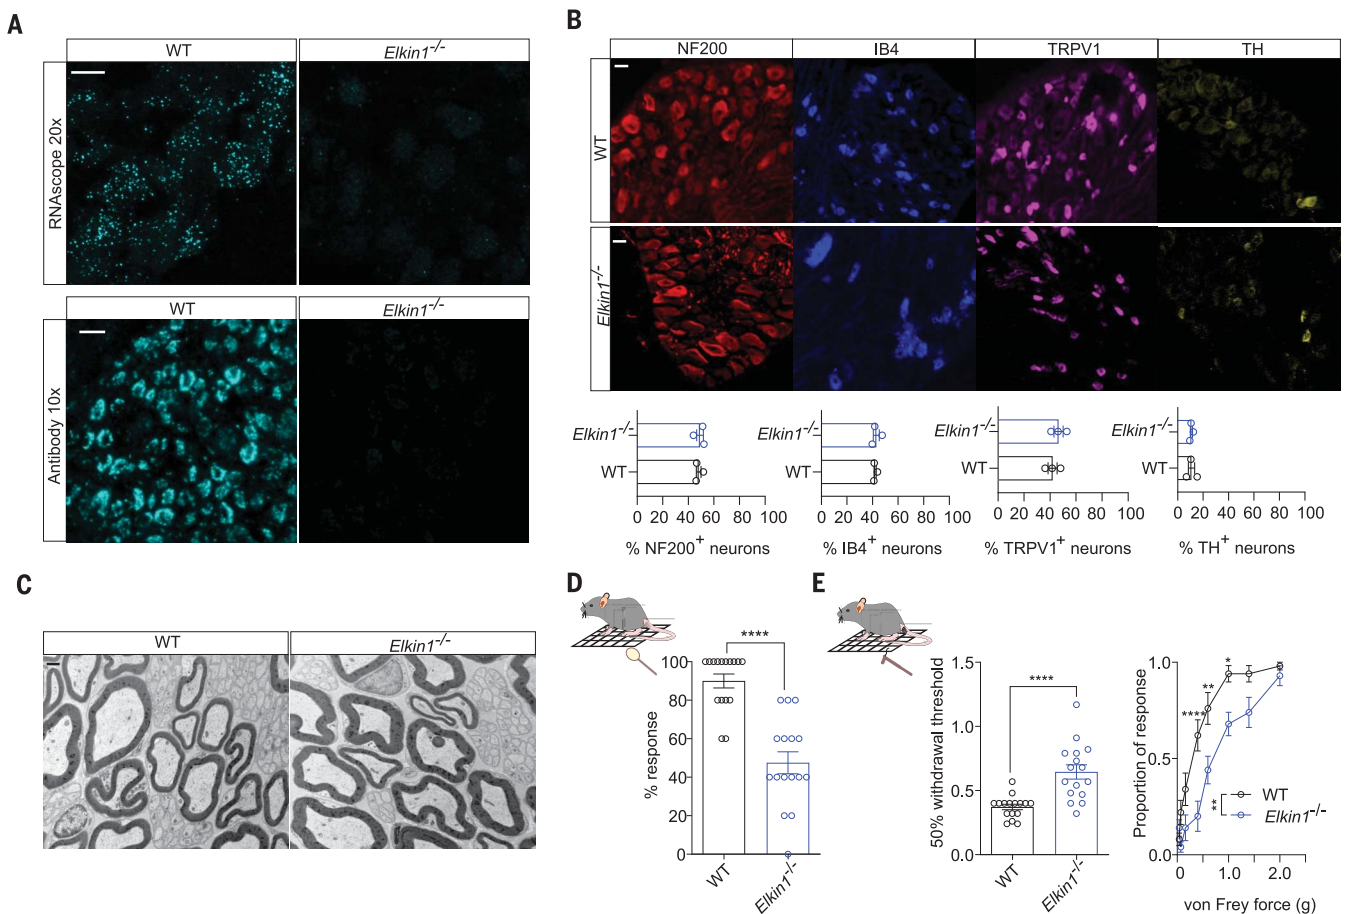 A
WT
Elkin1-/-
RNAscope 20x
WT
Elkin1-/-
Antibody 10x
B
NF200
IB4
TRPV1
TH
WT
Elkin1-/-
Elkin1-/-
WT
0 20 40 60 80 100
% NF200+ neurons
Elkin1-/-
WT
0 20 40 60 80 100
% IB4+ neurons
Elkin1-/-
WT
0 20 40 60 80 100
% TRPV1+ neurons
Elkin1-/-
WT
0 20 40 60 80 100
% TH+ neurons
C
WT
Elkin1-/-
D
****
% response
100
80
60
40
20
0
WT
Elkin1-/-
E
****
50% withdrawal threshold
1.5
1.0
0.5
0.0
WT
Elkin1-/-
Proportion of response
1.0
0.5
0.0
****
**
*
**
WT
Elkin1-/-
0 1.0 2.0
von Frey force (g)